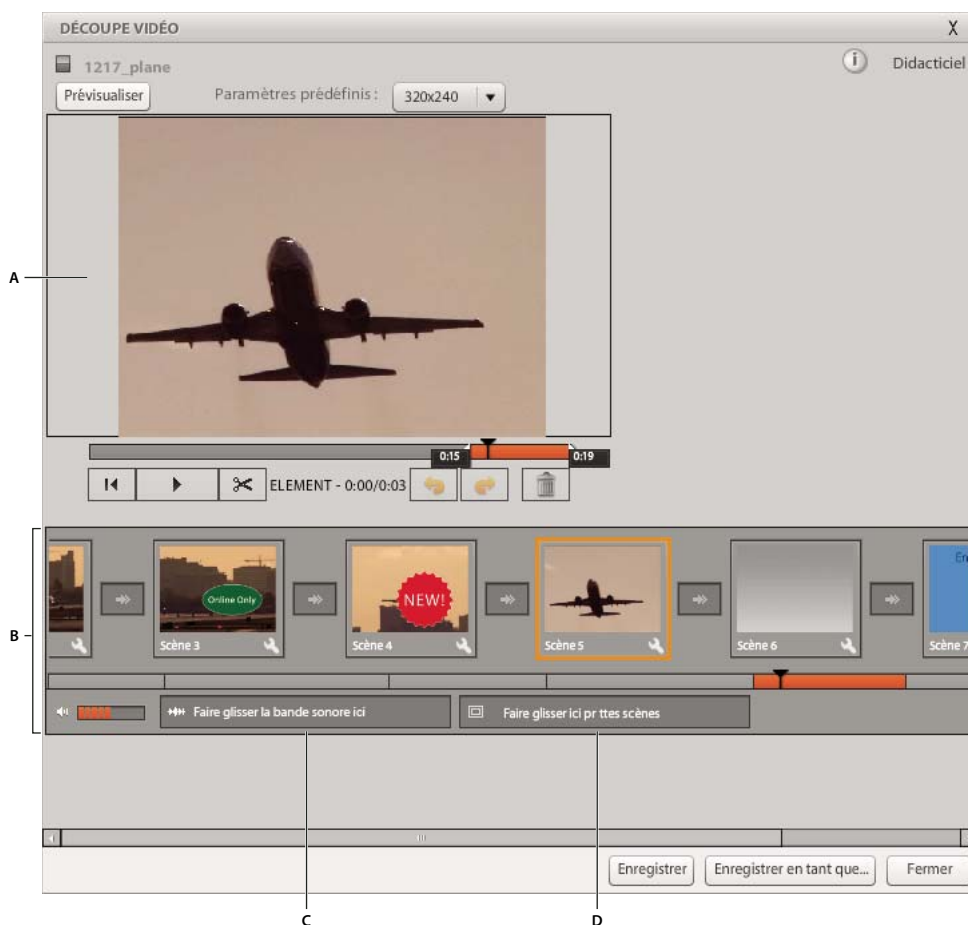 DÉCOUPE VIDÉO X
1217_plane
i Didacticiel
Prévisualiser Paramètres prédéfinis : 320x240
A
0:15 0:19
ELEMENT - 0:00/0:03
B
Online Only
NEW!
En
Scène 3 Scène 4 Scène 5 Scène 6 Scène 7
Faire glisser la bande sonore ici Faire glisser ici pr ttes scènes
Enregistrer Enregistrer en tant que... Fermer
C D